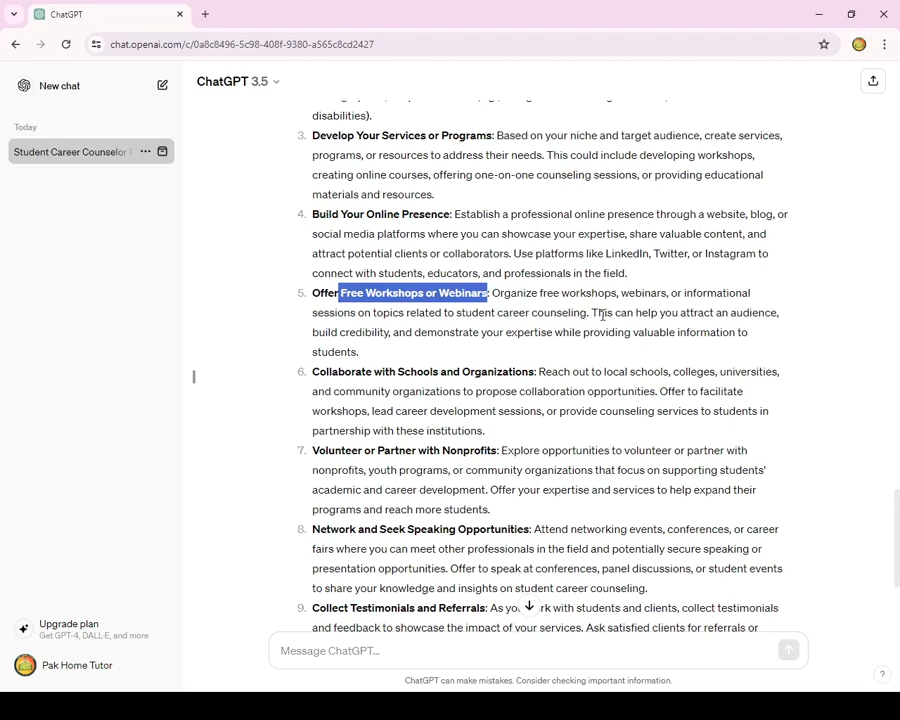 ChatGPT
chat.openai.com/c/0a8c8496-5c98-408f-9380-a565c8cd2427
New chat
ChatGPT 3.5
Today
Student Career Counselor
disabilities).
3. Develop Your Services or Programs: Based on your niche and target audience, create services,
programs, or resources to address their needs. This could include developing workshops,
creating online courses, offering one-on-one counseling sessions, or providing educational
materials and resources.
4. Build Your Online Presence: Establish a professional online presence through a website, blog, or
social media platforms where you can showcase your expertise, share valuable content, and
attract potential clients or collaborators. Use platforms like LinkedIn, Twitter, or Instagram to
connect with students, educators, and professionals in the field.
5. Offer Free Workshops or Webinars: Organize free workshops, webinars, or informational
sessions on topics related to student career counseling. This can help you attract an audience,
build credibility, and demonstrate your expertise while providing valuable information to
students.
6. Collaborate with Schools and Organizations: Reach out to local schools, colleges, universities,
and community organizations to propose collaboration opportunities. Offer to facilitate
workshops, lead career development sessions, or provide counseling services to students in
partnership with these institutions.
7. Volunteer or Partner with Nonprofits: Explore opportunities to volunteer or partner with
nonprofits, youth programs, or community organizations that focus on supporting students'
academic and career development. Offer your expertise and services to help expand their
programs and reach more students.
8. Network and Seek Speaking Opportunities: Attend networking events, conferences, or career
fairs where you can meet other professionals in the field and potentially secure speaking or
presentation opportunities. Offer to speak at conferences, panel discussions, or student events
to share your knowledge and insights on student career counseling.
9. Collect Testimonials and Referrals: As you work with students and clients, collect testimonials
and feedback to showcase the impact of your services. Ask satisfied clients for referrals or
Upgrade plan
Get GPT-4, DALL·E, and more
Pak Home Tutor
Message ChatGPT...
ChatGPT can make mistakes. Consider checking important information.
?